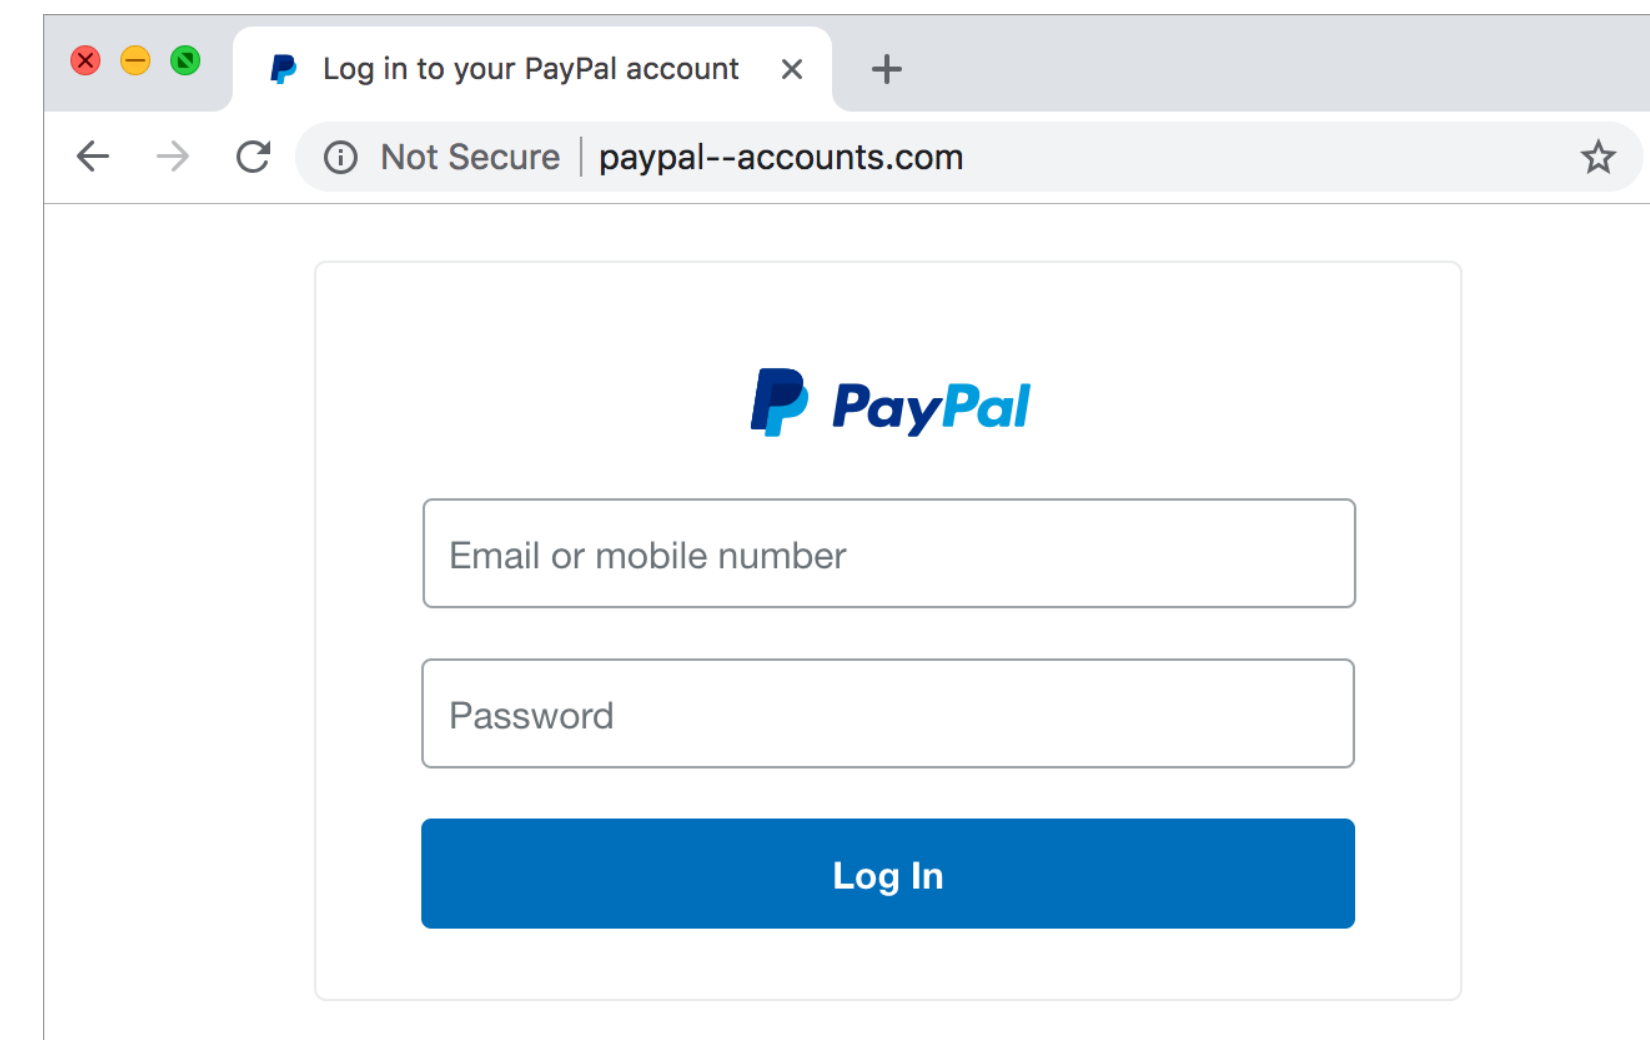 Log in to your PayPal account
Not Secure paypal--accounts.com
PayPal
Email or mobile number
Password
Log In